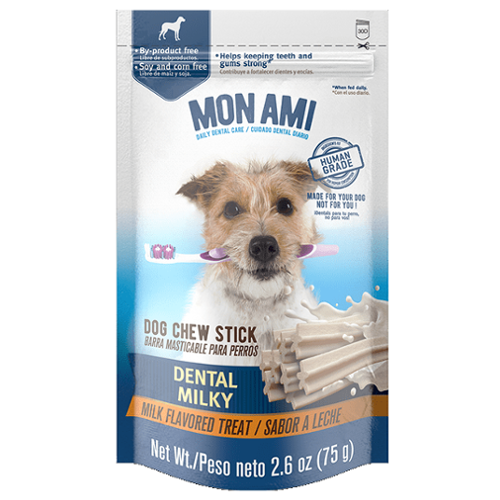 •By-product free
Libre de subproductos.
•Soy and corn free
Libre de maíz y soja.
•Helps keeping teeth and
gums strong*
Contribuye a fortalecer dientes y encías.
30D
*When fed daily.
*Con el uso diario.
MON AMI
DAILY DENTAL CARE / CUIDADO DENTAL DIARIO
HUMAN
GRADE
MADE FOR YOUR DOG
NOT FOR YOU !
¡Dentals para tu perro,
no para vos!
DOG CHEW STICK
BARRA MASTICABLE PARA PERROS
DENTAL
MILKY
MILK FLAVORED TREAT / SABOR A LECHE
Net Wt./Peso neto 2.6 oz (75 g)